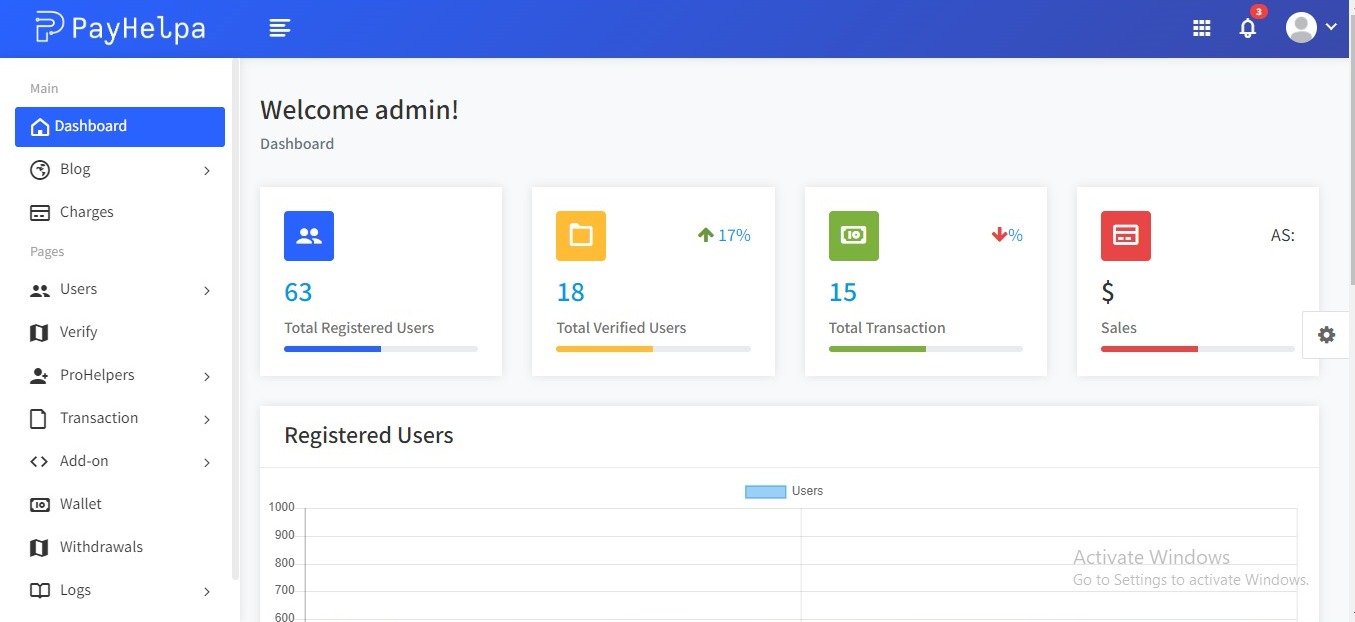 PayHelpa
3
Main
Dashboard
Blog
Charges
Pages
Users
Verify
ProHelpers
Transaction
Add-on
Wallet
Withdrawals
Logs
Welcome admin!
Dashboard
63
Total Registered Users
17%
18
Total Verified Users
%
15
Total Transaction
AS:
$
Sales
Registered Users
Users
1000
900
800
700
600
Activate Windows
Go to Settings to activate Windows.